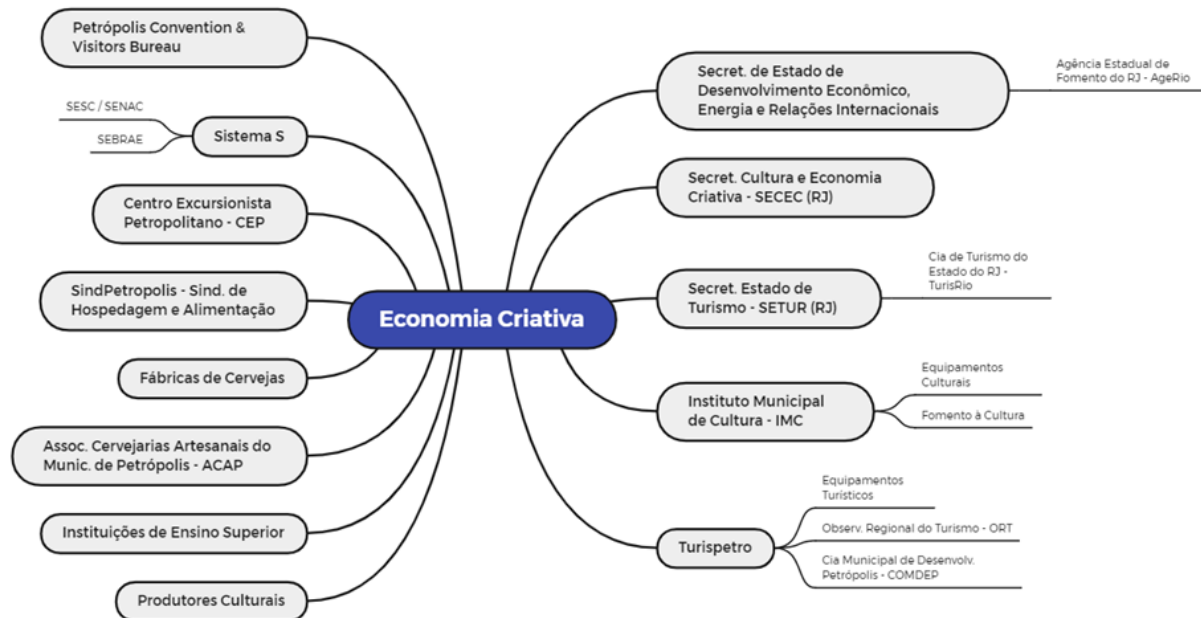 Petrópolis Convention &
Visitors Bureau
SESC / SENAC
SEBRAE
Sistema S
Centro Excursionista
Petropolitano - CEP
SindPetropolis - Sind. de
Hospedagem e Alimentação
Fábricas de Cervejas
Assoc. Cervejarias Artesanais do
Munic. de Petrópolis - ACAP
Instituições de Ensino Superior
Produtores Culturais
Economia Criativa
Secret. de Estado de
Desenvolvimento Econômico,
Energia e Relações Internacionais
Agência Estadual de
Fomento do RJ - AgeRio
Secret. Cultura e Economia
Criativa - SECEC (RJ)
Secret. Estado de
Turismo - SETUR (RJ)
Cia de Turismo do
Estado do RJ -
TurisRio
Instituto Municipal
de Cultura - IMC
Equipamentos
Culturais
Fomento à Cultura
Turispetro
Equipamentos
Turísticos
Observ. Regional do Turismo - ORT
Cia Municipal de Desenvolv.
Petrópolis - COMDEP